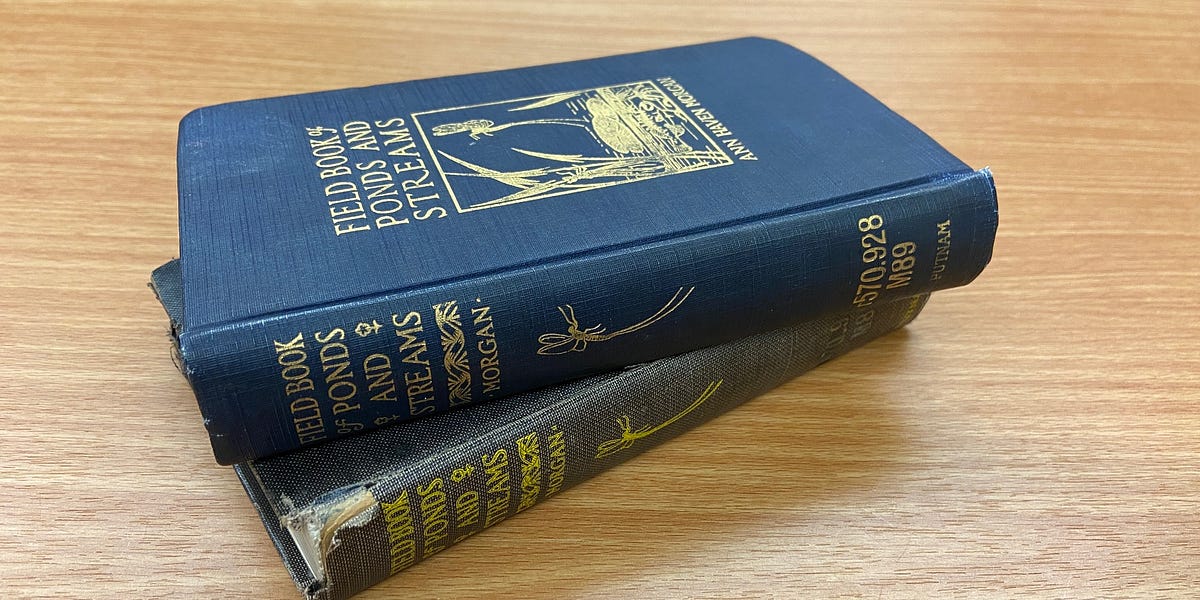 FIELD BOOK of
PONDS AND
STREAMS
ANN HAVEN MORGAN
FIELD BOOK
of PONDS
AND
STREAMS
·MORGAN·
570.928
M89
PUTNAM
FIELD BOOK
of PONDS
AND
STREAMS
MORGAN·